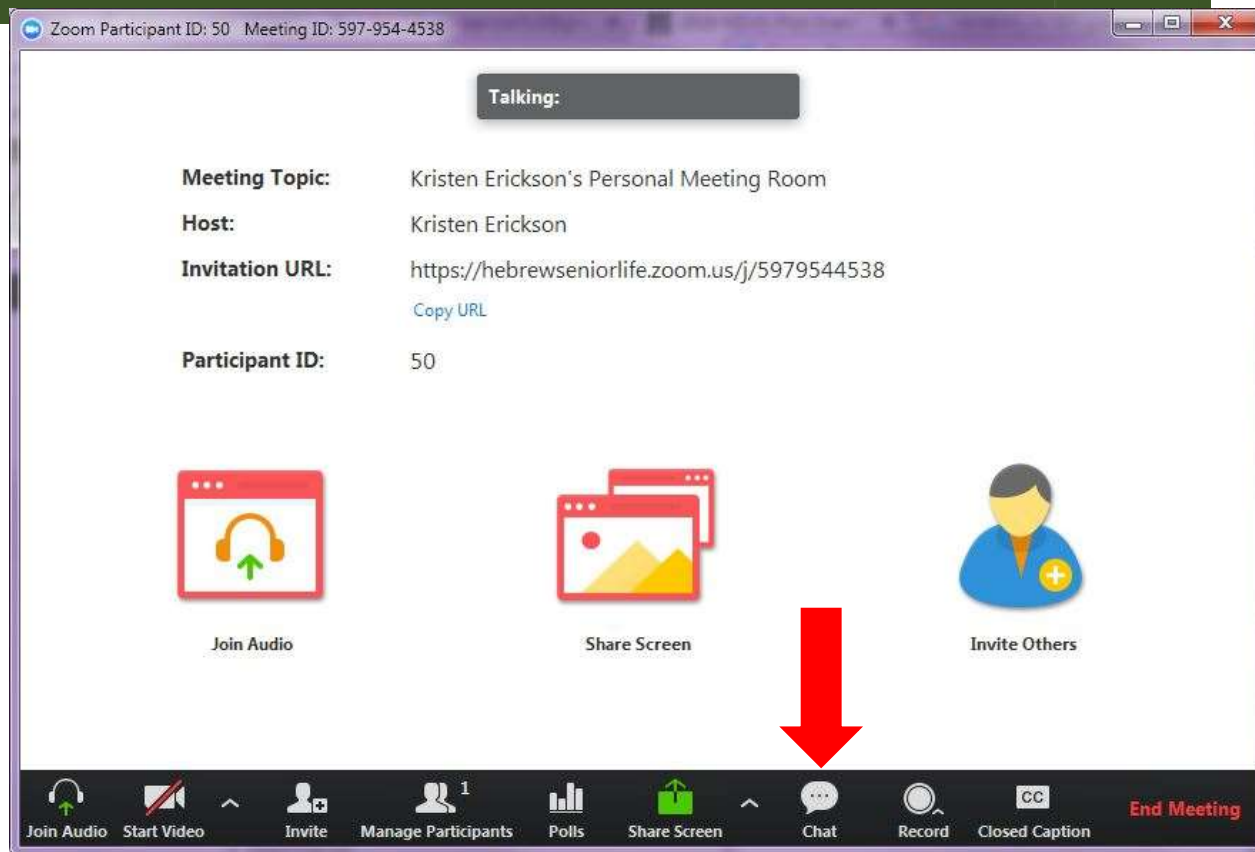 Zoom Participant ID: 50 Meeting ID: 597-954-4538
Talking:
Meeting Topic: Kristen Erickson's Personal Meeting Room
Host: Kristen Erickson
Invitation URL: https://hebrewseniorlife.zoom.us/j/5979544538
Copy URL
Participant ID: 50
Join Audio Share Screen Invite Others
1
CC
Join Audio Start Video Invite Manage Participants Polls Share Screen Chat Record Closed Caption End Meeting